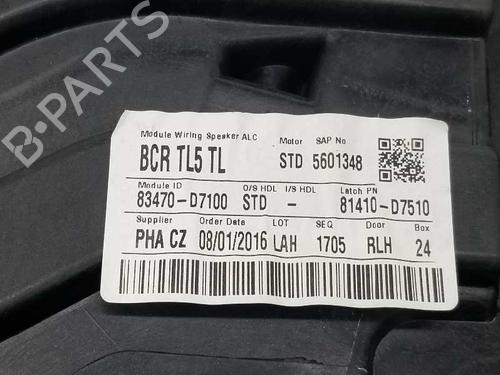 Module Wiring Speaker ALC Motor SAP No
BCR TL5 TL STD 5601348
Module ID O/S HDL I/S HDL Latch PN
83470-D7100 STD - 81410-D7510
Supplier Order Date LOT SEQ Door Box
PHA CZ 08/01/2016 LAH 1705 RLH 24
B-PARTS